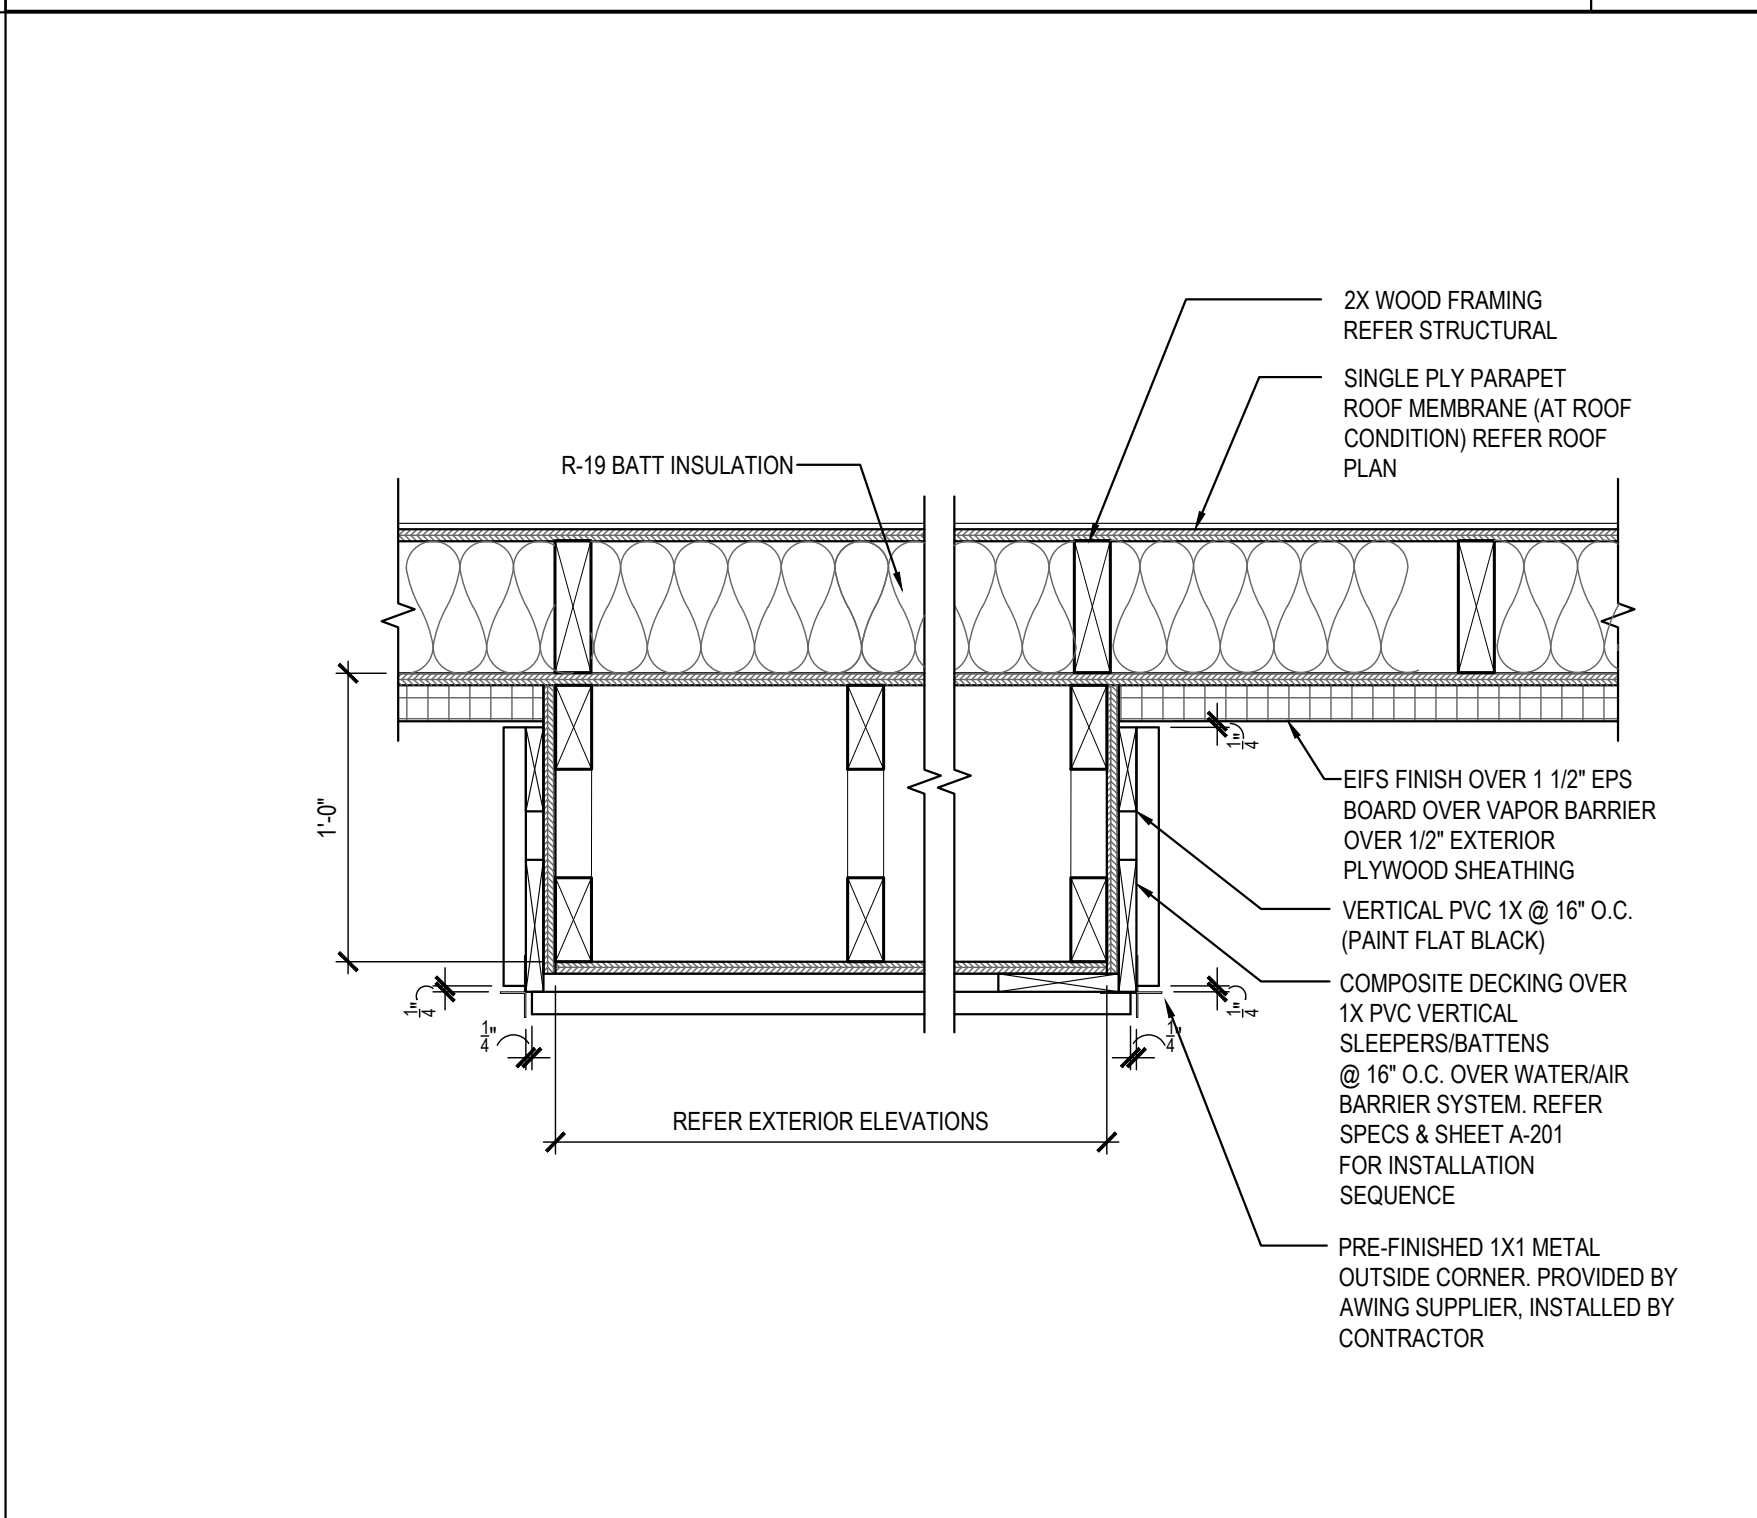 2X WOOD FRAMING
REFER STRUCTURAL
SINGLE PLY PARAPET
ROOF MEMBRANE (AT ROOF
CONDITION) REFER ROOF
PLAN
R-19 BATT INSULATION
1/4"
EIFS FINISH OVER 1 1/2" EPS
BOARD OVER VAPOR BARRIER
OVER 1/2" EXTERIOR
PLYWOOD SHEATHING
1'-0"
VERTICAL PVC 1X @ 16" O.C.
(PAINT FLAT BLACK)
COMPOSITE DECKING OVER
1X PVC VERTICAL
SLEEPERS/BATTENS
@ 16" O.C. OVER WATER/AIR
BARRIER SYSTEM. REFER
SPECS & SHEET A-201
FOR INSTALLATION
SEQUENCE
1/4"
1/4"
1/4"
1/4"
REFER EXTERIOR ELEVATIONS
PRE-FINISHED 1X1 METAL
OUTSIDE CORNER. PROVIDED BY
AWING SUPPLIER, INSTALLED BY
CONTRACTOR